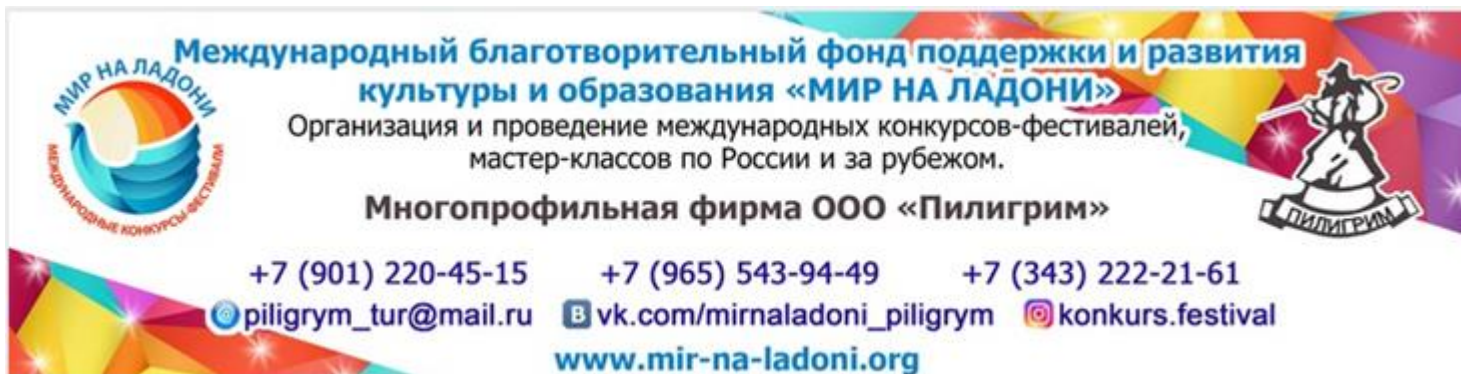 Международный благотворительный фонд поддержки и развития
культуры и образования «МИР НА ЛАДОНИ»
Организация и проведение международных конкурсов-фестивалей,
мастер-классов по России и за рубежом.
Многопрофильная фирма ООО «Пилигрим»
МИР НА ЛАДОНИ
МЕЖДУНАРОДНЫЕ КОНКУРСЫ-ФЕСТИВАЛИ
ПИЛИГРИМ
+7 (901) 220-45-15 +7 (965) 543-94-49 +7 (343) 222-21-61
@piligrym_tur@mail.ru B vk.com/mirnaladoni_piligrym konkurs.festival
www.mir-na-ladoni.org